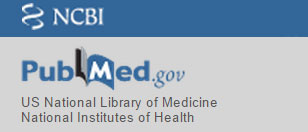 NCBI
PubMed.gov
US National Library of Medicine
National Institutes of Health